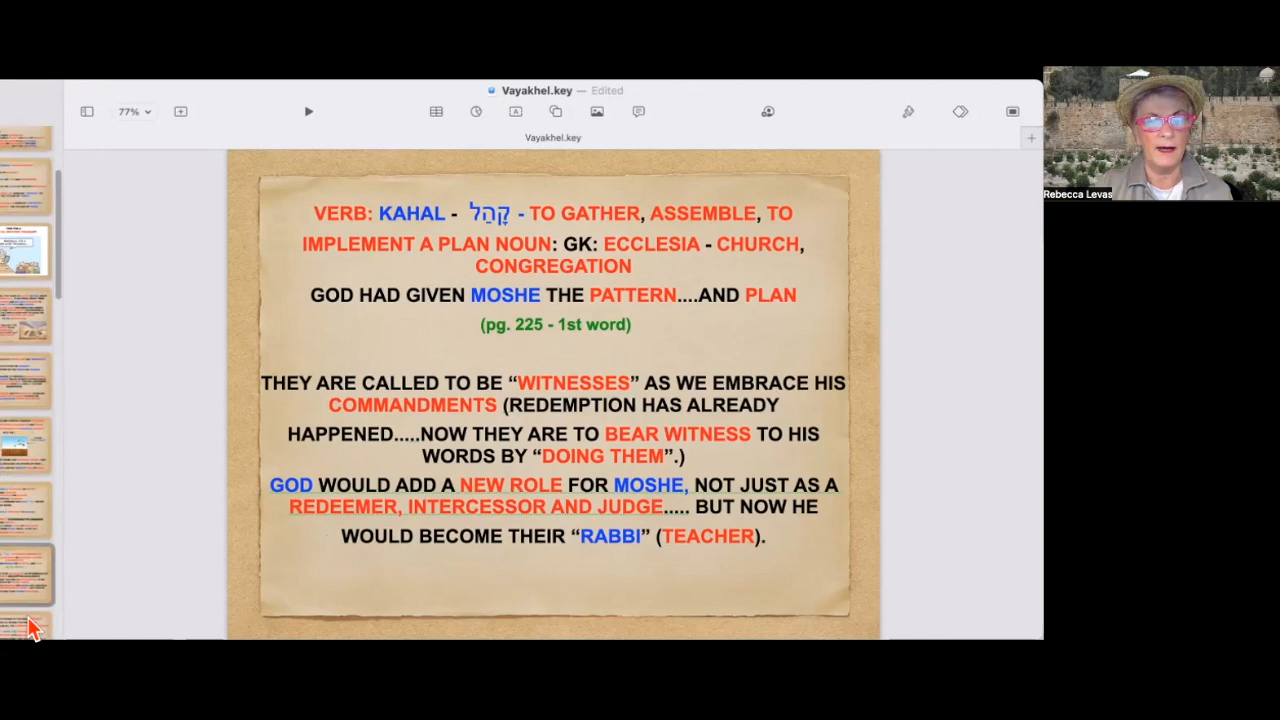 Vayakhel.key — Edited
77%
Vayakhel.key
VERB: KAHAL - קָהַל - TO GATHER, ASSEMBLE, TO
IMPLEMENT A PLAN NOUN: GK: ECCLESIA - CHURCH,
CONGREGATION
GOD HAD GIVEN MOSHE THE PATTERN....AND PLAN
(pg. 225 - 1st word)
THEY ARE CALLED TO BE “WITNESSES” AS WE EMBRACE HIS
COMMANDMENTS (REDEMPTION HAS ALREADY
HAPPENED.....NOW THEY ARE TO BEAR WITNESS TO HIS
WORDS BY “DOING THEM”.)
GOD WOULD ADD A NEW ROLE FOR MOSHE, NOT JUST AS A
REDEEMER, INTERCESSOR AND JUDGE..... BUT NOW HE
WOULD BECOME THEIR “RABBI” (TEACHER).
Rebecca Levas